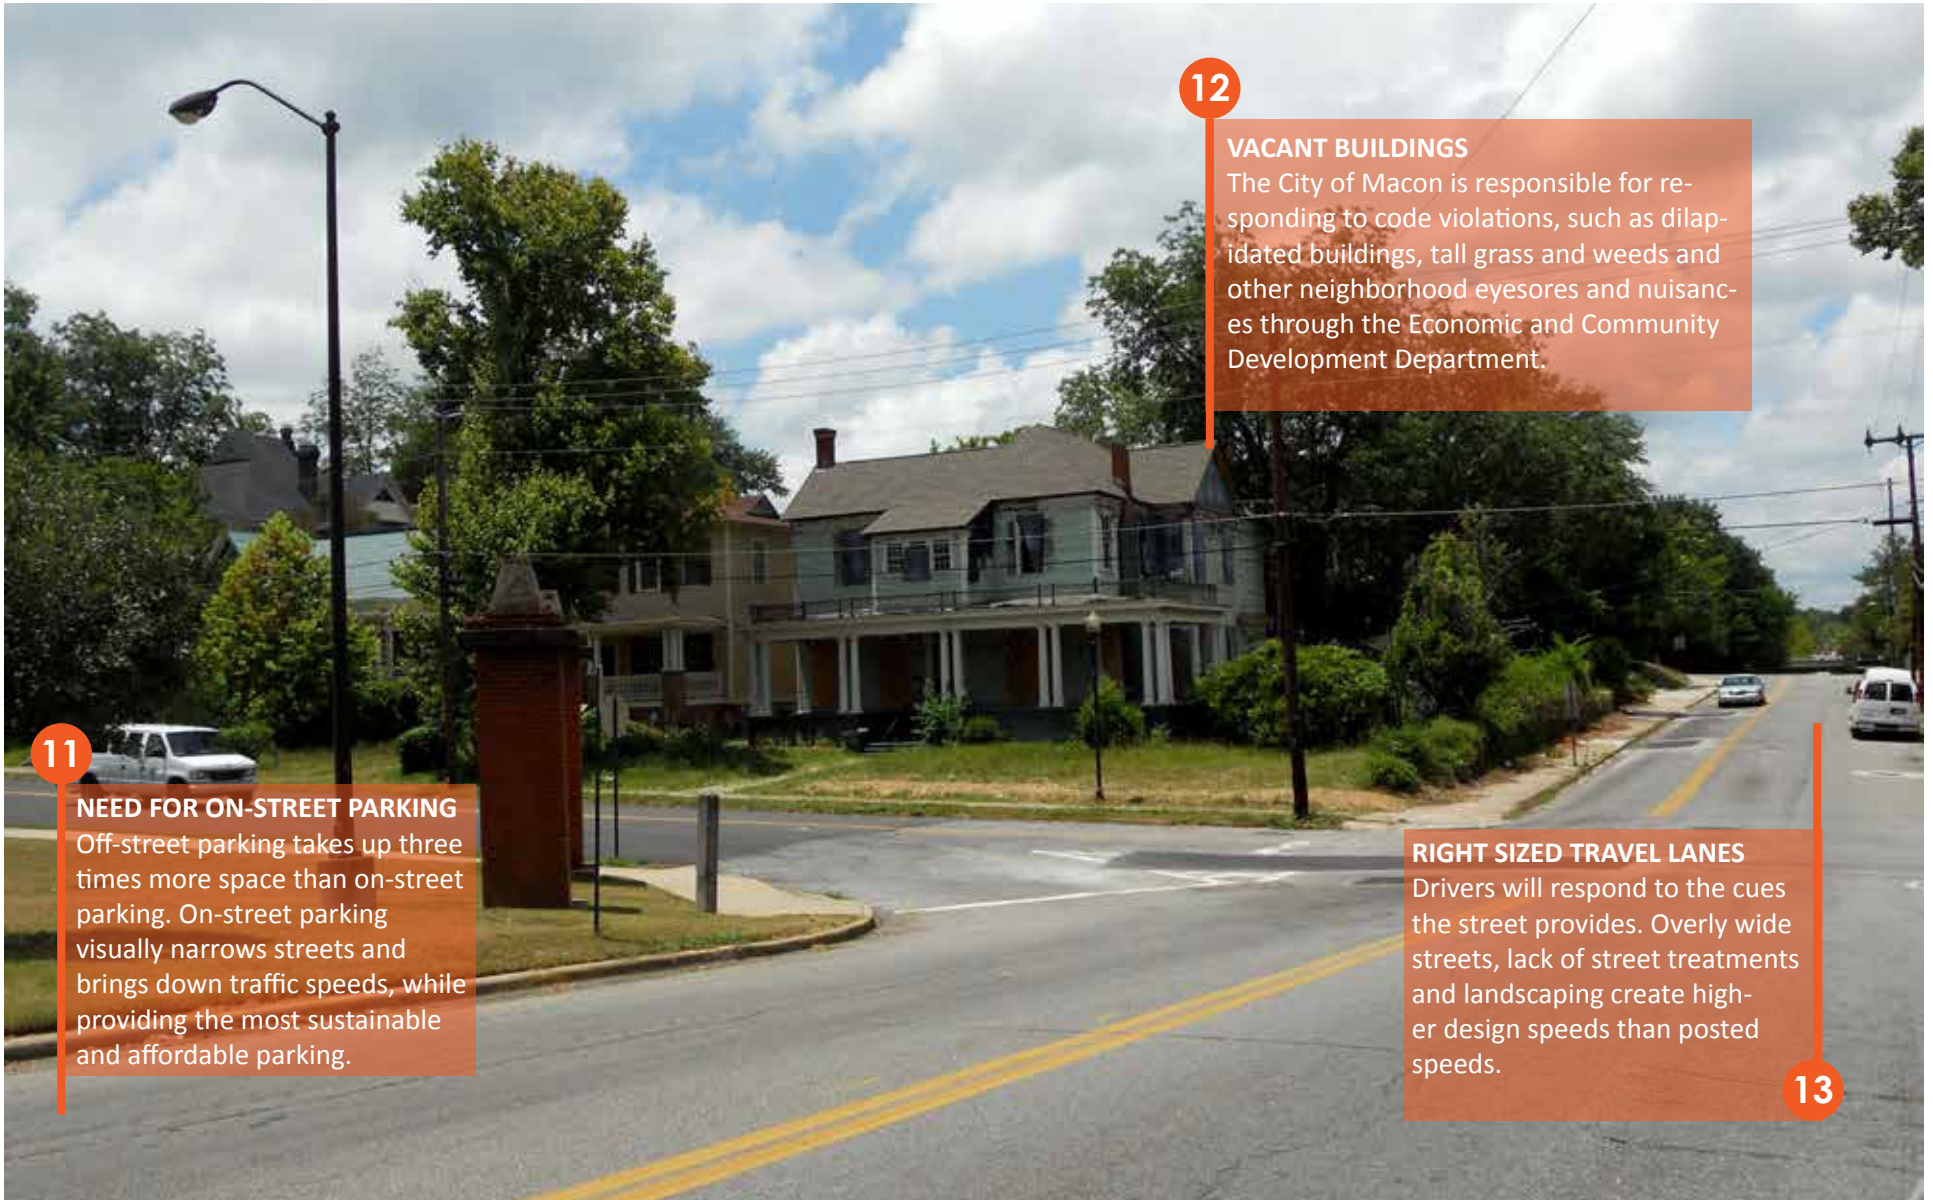 12
VACANT BUILDINGS
The City of Macon is responsible for re-
sponding to code violations, such as dilap-
idated buildings, tall grass and weeds and
other neighborhood eyesores and nuisanc-
es through the Economic and Community
Development Department.
11
NEED FOR ON-STREET PARKING
Off-street parking takes up three
times more space than on-street
parking. On-street parking
visually narrows streets and
brings down traffic speeds, while
providing the most sustainable
and affordable parking.
RIGHT SIZED TRAVEL LANES
Drivers will respond to the cues
the street provides. Overly wide
streets, lack of street treatments
and landscaping create high-
er design speeds than posted
speeds.
13